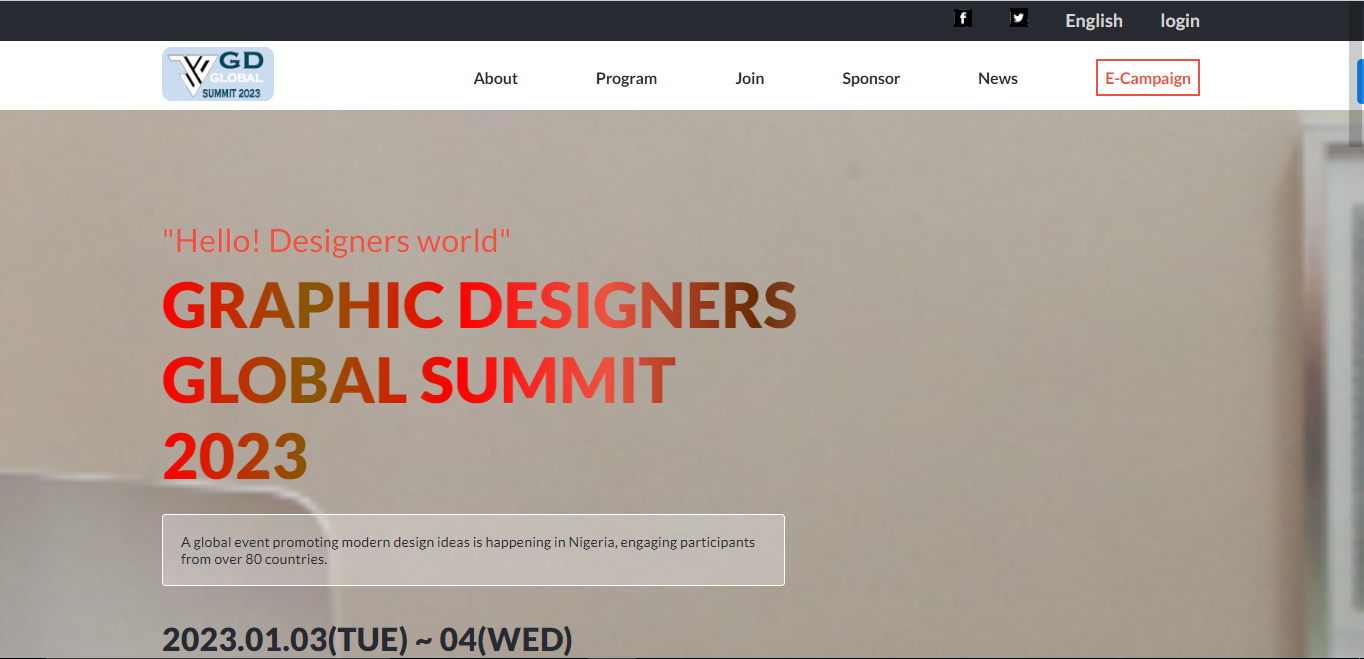 English login
GD
GLOBAL
SUMMIT 2023
About Program Join Sponsor News E-Campaign
"Hello! Designers world"
GRAPHIC DESIGNERS
GLOBAL SUMMIT
2023
A global event promoting modern design ideas is happening in Nigeria, engaging participants
from over 80 countries.
2023.01.03(TUE) ~ 04(WED)